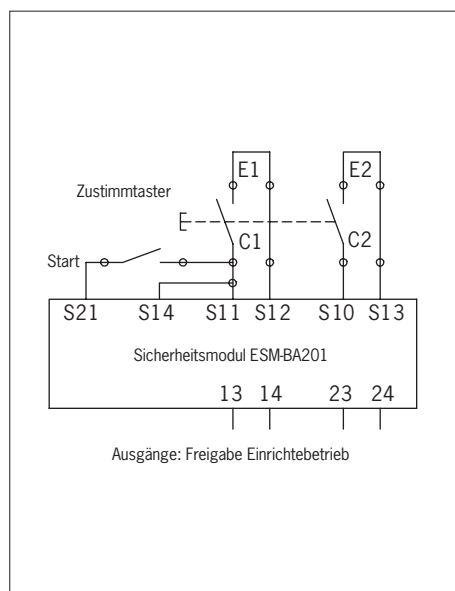 E1 E2
Zustimmtaster
C1 C2
Start
S21 S14 S11 S12 S10 S13
Sicherheitsmodul ESM-BA201
13 14 23 24
Ausgänge: Freigabe Einrichtebetrieb